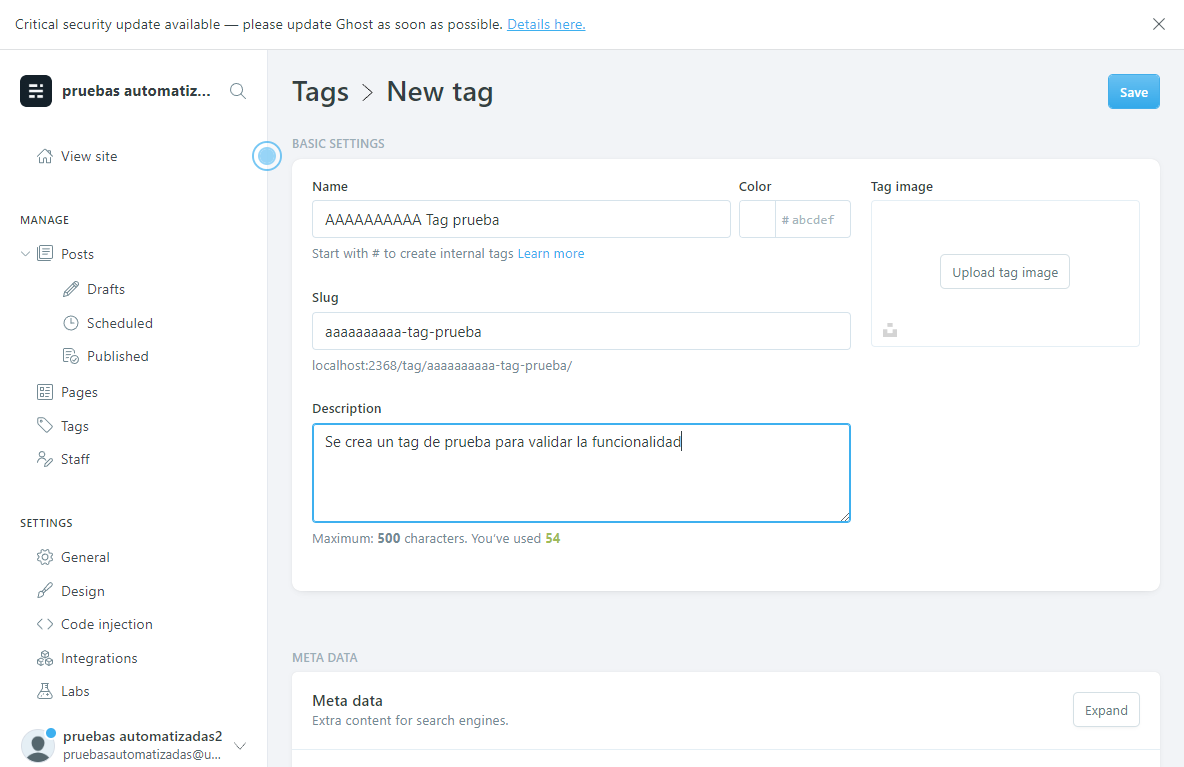 Critical security update available — please update Ghost as soon as possible. Details here.
pruebas automatiz...
View site
MANAGE
Posts
Drafts
Scheduled
Published
Pages
Tags
Staff
SETTINGS
General
Design
Code injection
Integrations
Labs
pruebas automatizadas2
pruebasautomatizadas@u...
Tags > New tag
Save
BASIC SETTINGS
Name
AAAAAAAAAA Tag prueba
Start with # to create internal tags Learn more
Color
# abcdef
Slug
aaaaaaaaaa-tag-prueba
localhost:2368/tag/aaaaaaaaaa-tag-prueba/
Description
Se crea un tag de prueba para validar la funcionalidad
Maximum: 500 characters. You've used 54
Tag image
Upload tag image
META DATA
Meta data
Extra content for search engines.
Expand